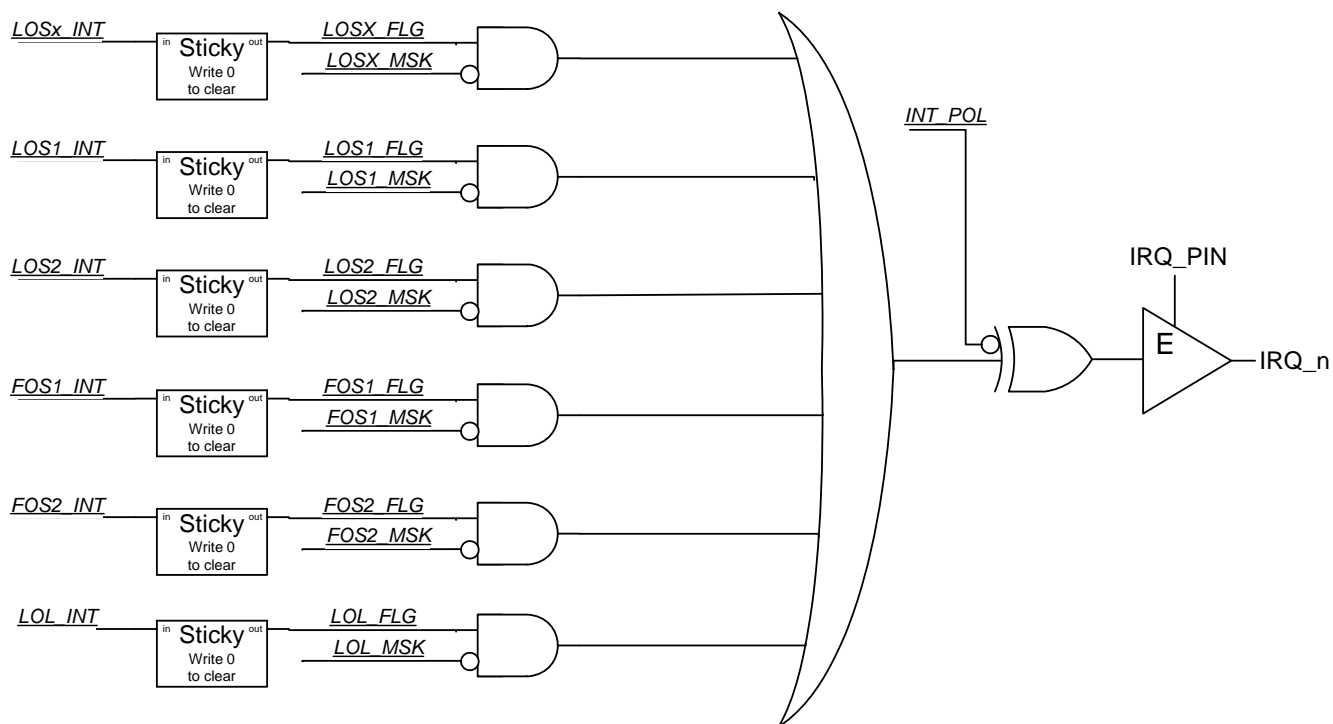 LOSx_INT
in Sticky out
Write 0
to clear
LOSX_FLG
LOSX_MSK
LOS1_INT
in Sticky out
Write 0
to clear
LOS1_FLG
LOS1_MSK
LOS2_INT
in Sticky out
Write 0
to clear
LOS2_FLG
LOS2_MSK
FOS1_INT
in Sticky out
Write 0
to clear
FOS1_FLG
FOS1_MSK
FOS2_INT
in Sticky out
Write 0
to clear
FOS2_FLG
FOS2_MSK
LOL_INT
in Sticky out
Write 0
to clear
LOL_FLG
LOL_MSK
INT_POL
IRQ_PIN
E
IRQ_n